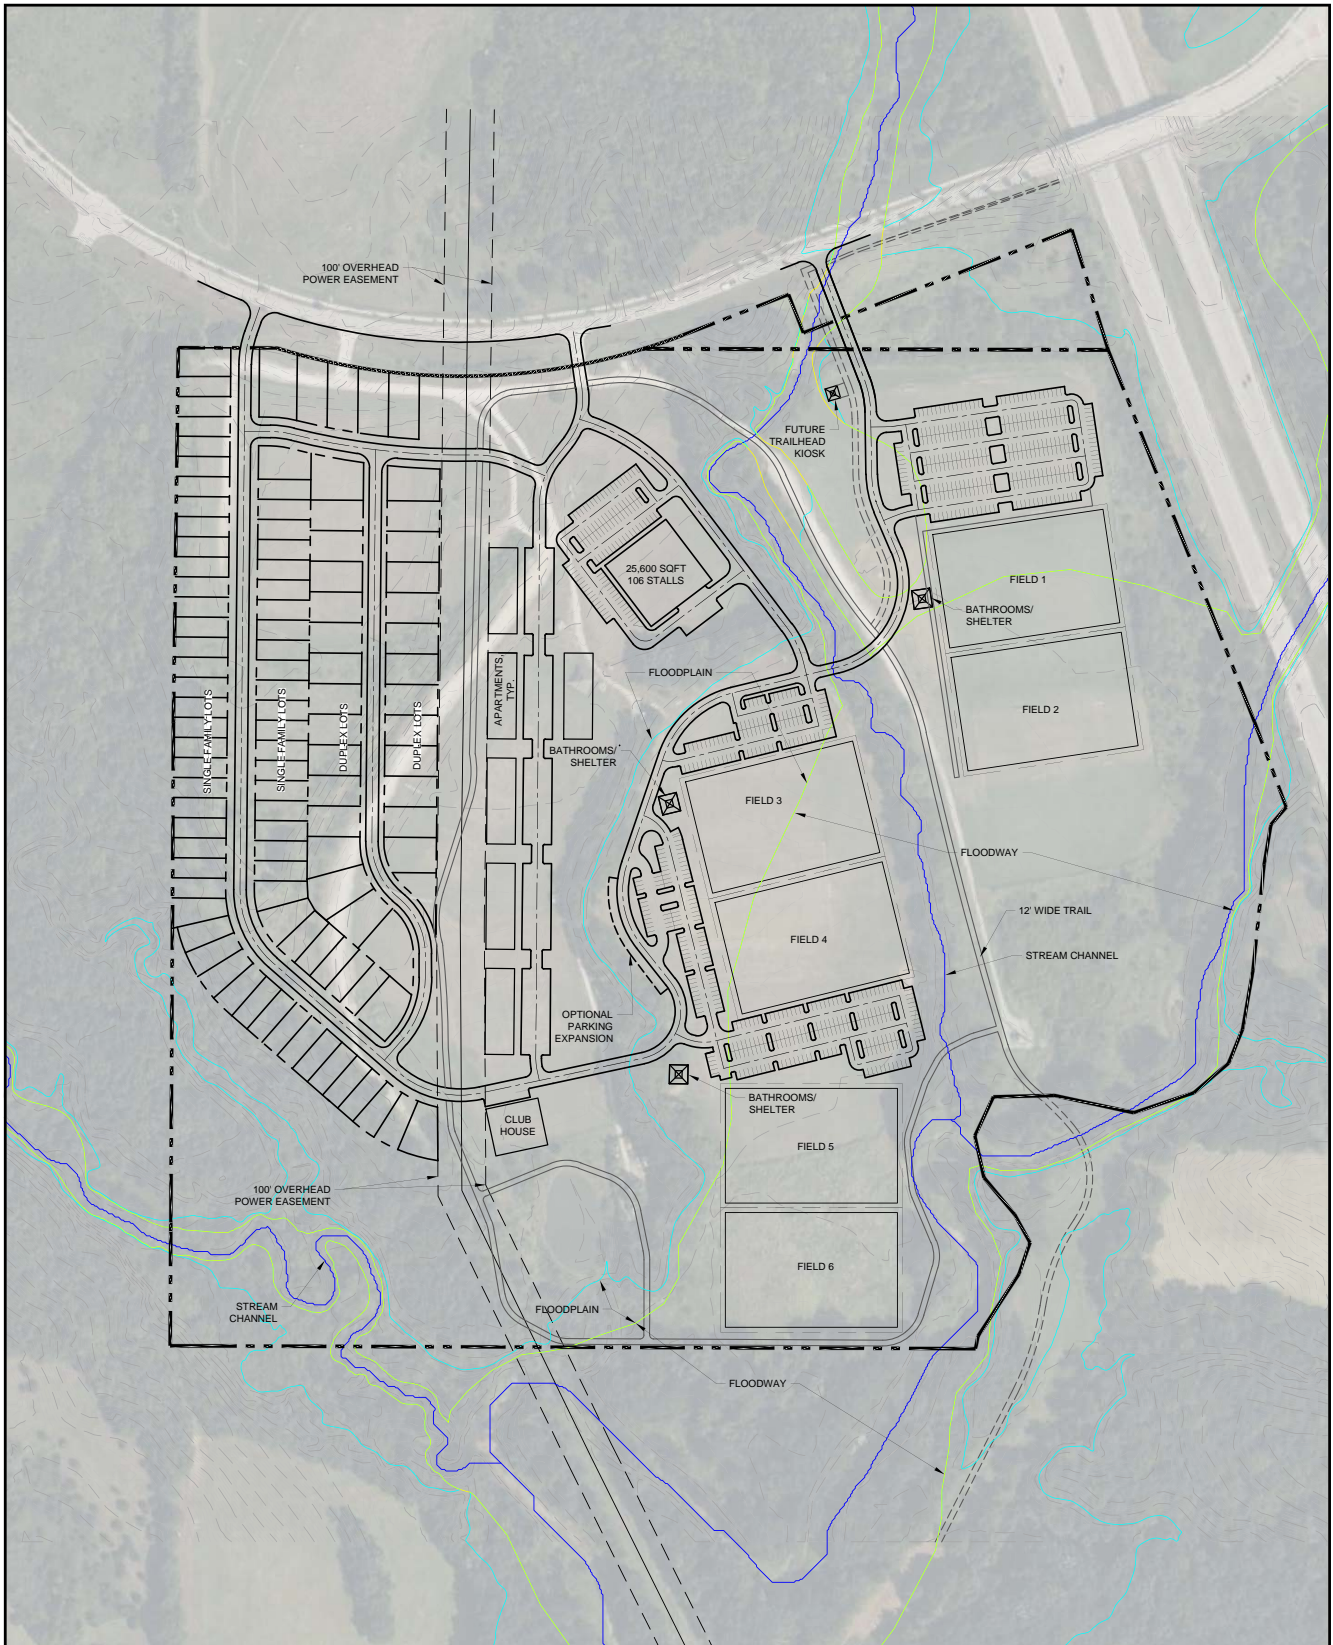 100' OVERHEAD
POWER EASEMENT
FUTURE
TRAILHEAD
KIOSK
25,600 SQFT
106 STALLS
FIELD 1
BATHROOMS/
SHELTER
FLOODPLAIN
APARTMENTS,
TYP.
SINGLE FAMILY LOTS
SINGLE FAMILY LOTS
DUPLEX LOTS
DUPLEX LOTS
FIELD 2
BATHROOMS/
SHELTER
FIELD 3
FLOODWAY
12' WIDE TRAIL
FIELD 4
STREAM CHANNEL
OPTIONAL
PARKING
EXPANSION
BATHROOMS/
SHELTER
CLUB
HOUSE
FIELD 5
100' OVERHEAD
POWER EASEMENT
FIELD 6
STREAM
CHANNEL
FLOODPLAIN
FLOODWAY